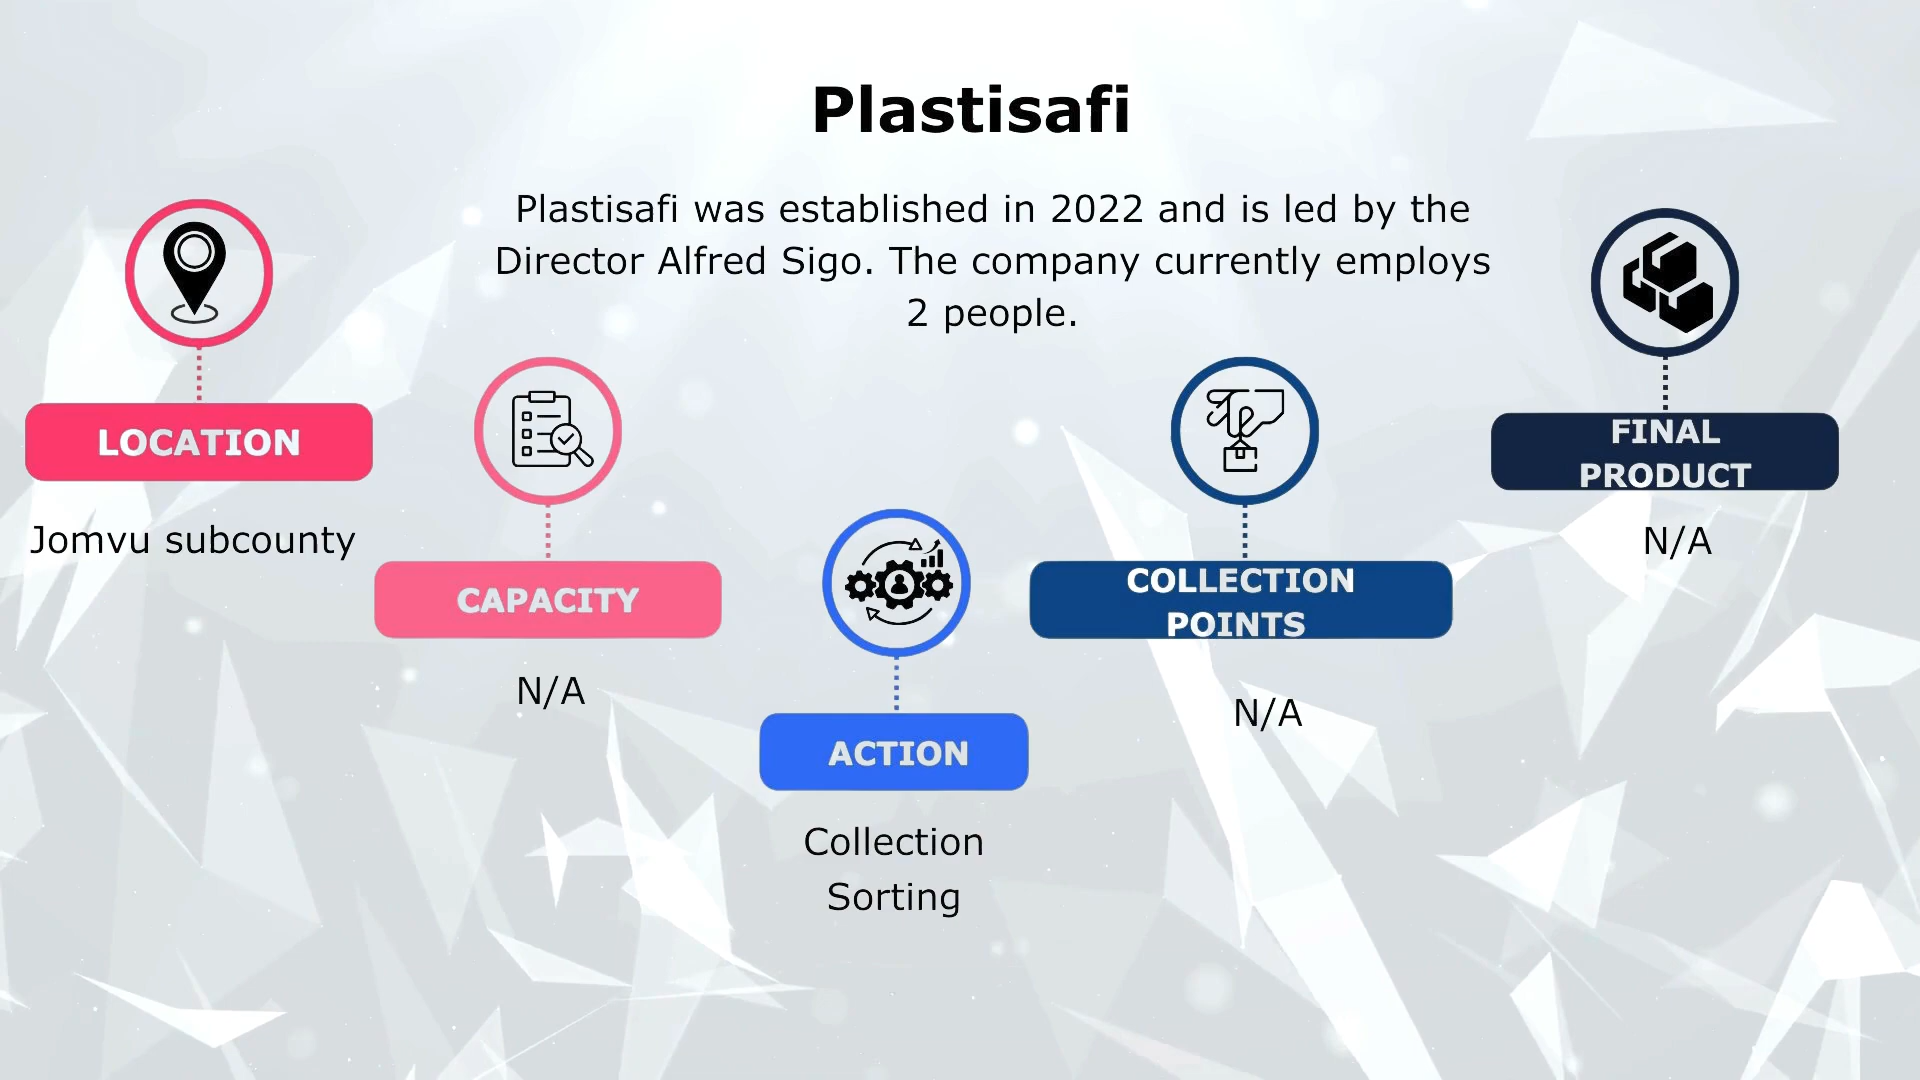 Plastisafi
Plastisafi was established in 2022 and is led by the
Director Alfred Sigo. The company currently employs
2 people.
LOCATION
Jomvu subcounty
CAPACITY
N/A
ACTION
Collection
Sorting
COLLECTION
POINTS
N/A
FINAL
PRODUCT
N/A